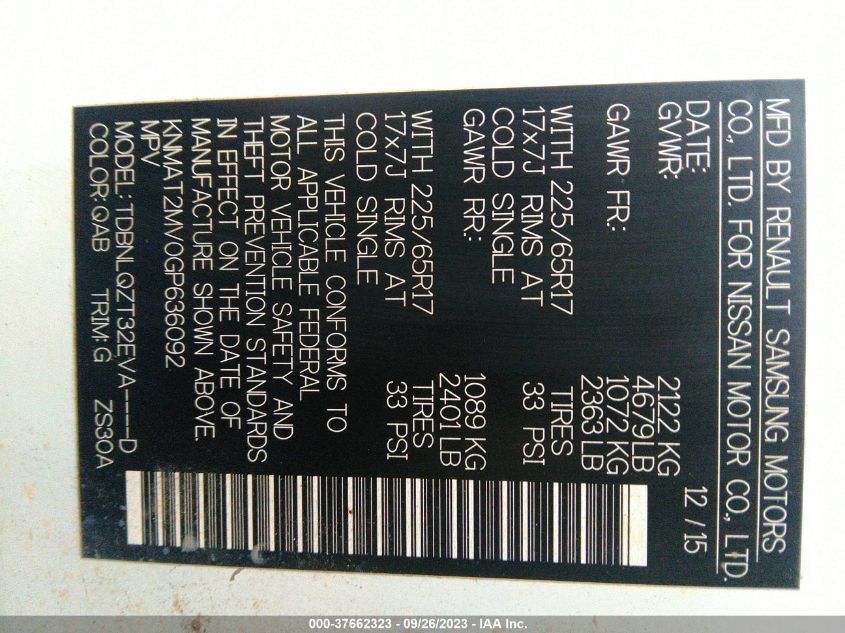 MFD BY RENAULT SAMSUNG MOTORS
CO., LTD. FOR NISSAN MOTOR CO., LTD.
DATE: 12 / 15
GVWR: 2122 KG
4679LB
GAWR FR: 1072 KG
2363 LB
WITH 225/65R17 TIRES
17x7J RIMS AT 33 PSI
COLD SINGLE
GAWR RR: 1089 KG
2401 LB
WITH 225/65R17 TIRES
17x7J RIMS AT 33 PSI
COLD SINGLE
THIS VEHICLE CONFORMS TO
ALL APPLICABLE FEDERAL
MOTOR VEHICLE SAFETY AND
THEFT PREVENTION STANDARDS
IN EFFECT ON THE DATE OF
MANUFACTURE SHOWN ABOVE.
KNMAT2MV0GP636092
MPV
MODEL: TDBNLQZT32EVA----D
COLOR: QAB TRIM: G ZS30A
000-37662323 - 09/26/2023 - IAA Inc.